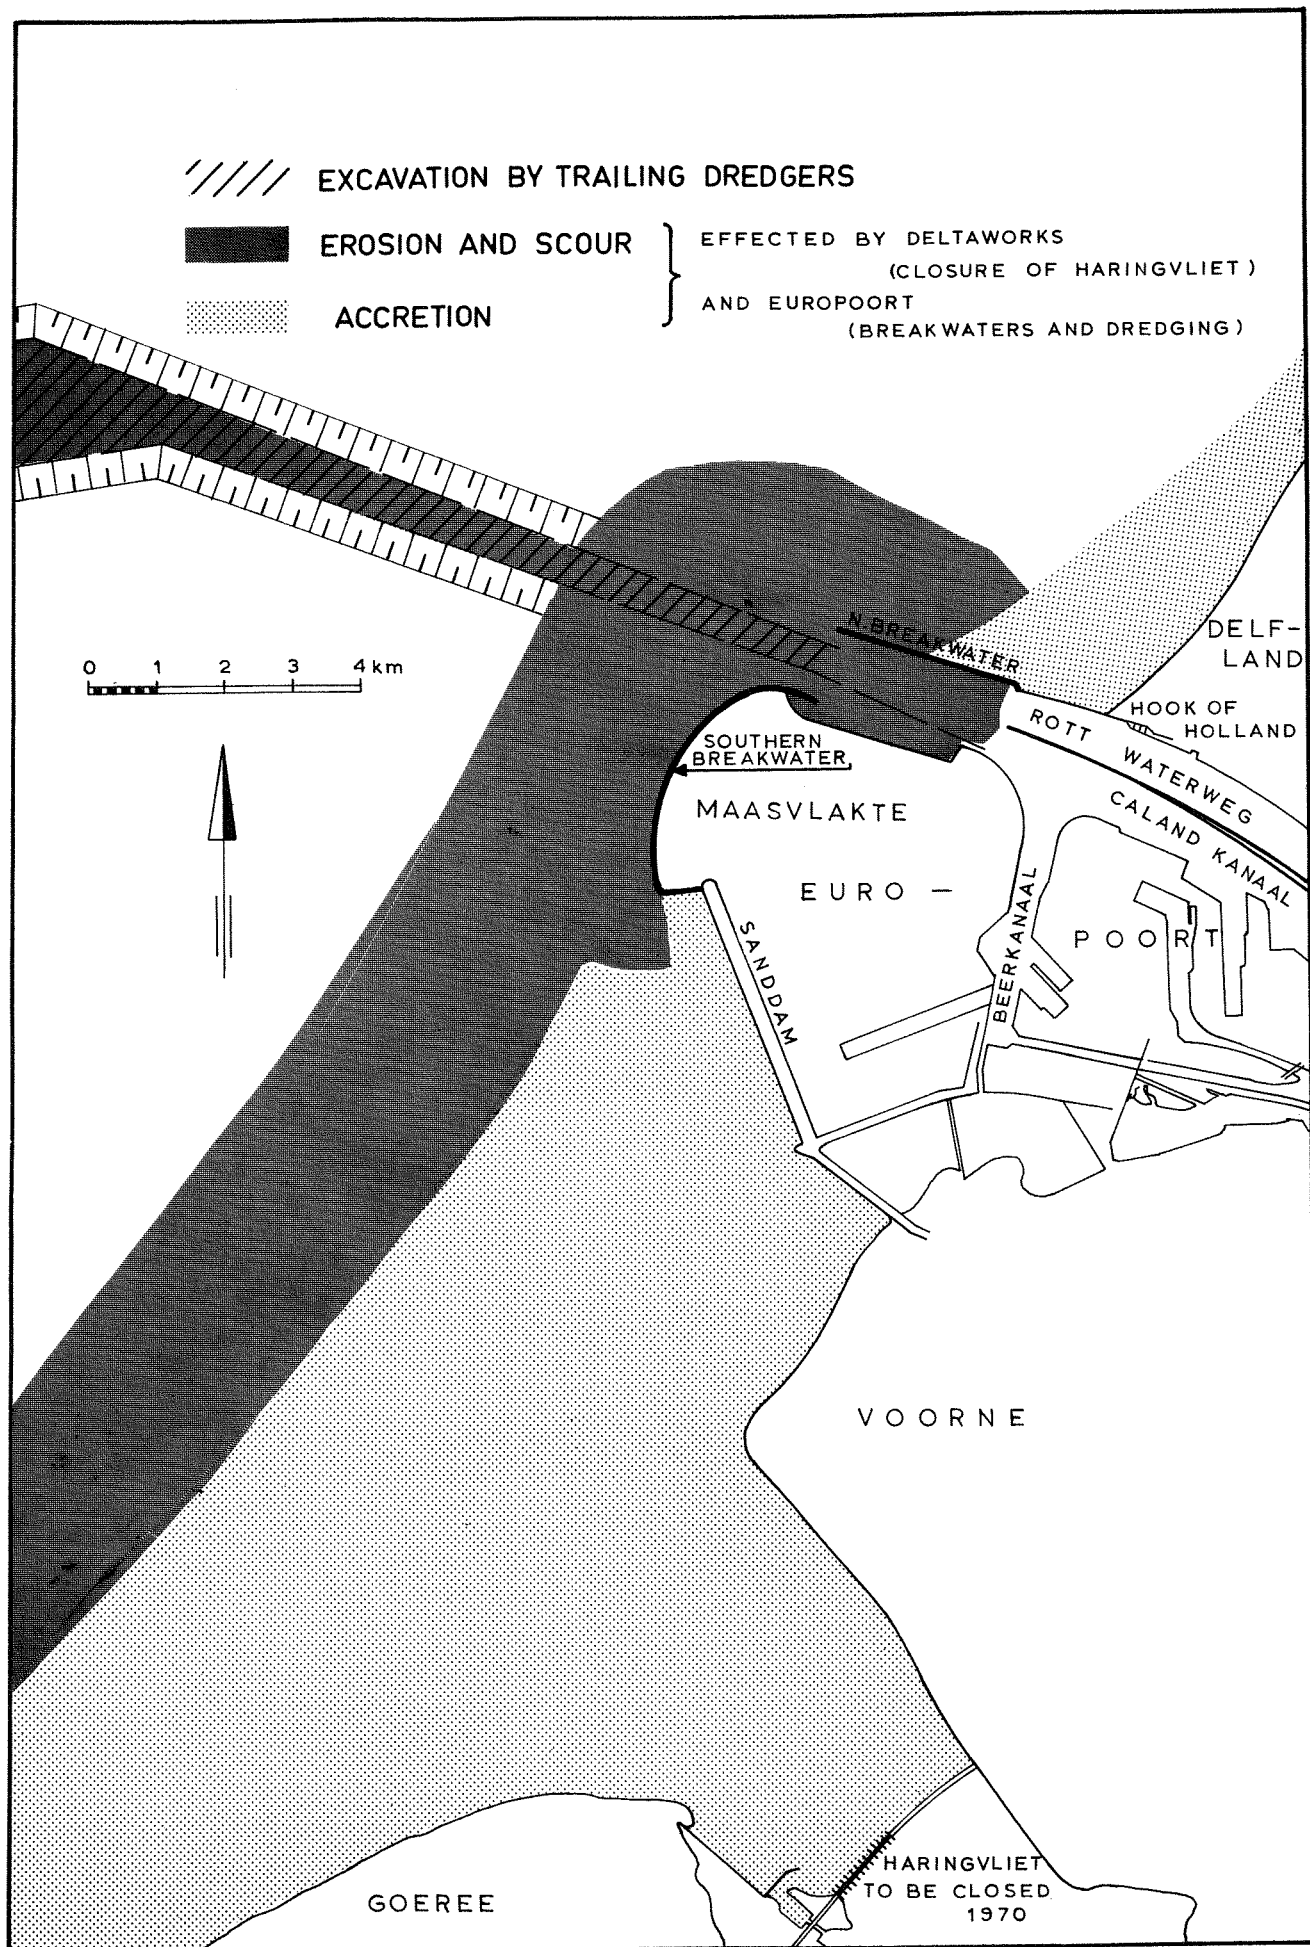 EXCAVATION BY TRAILING DREDGERS
EROSION AND SCOUR
ACCRETION
EFFECTED BY DELTAWORKS
(CLOSURE OF HARINGVLIET)
AND EUROPOORT
(BREAKWATERS AND DREDGING)
0 1 2 3 4 km
N. BREAKWATER
DELF-
LAND
HOOK OF
HOLLAND
ROTT WATERWEG
CALAND KANAAL
SOUTHERN
BREAKWATER
MAASVLAKTE
EURO -
POORT
BEERKANAAL
SANDDAM
VOORNE
GOEREE
HARINGVLIET
TO BE CLOSED
1970